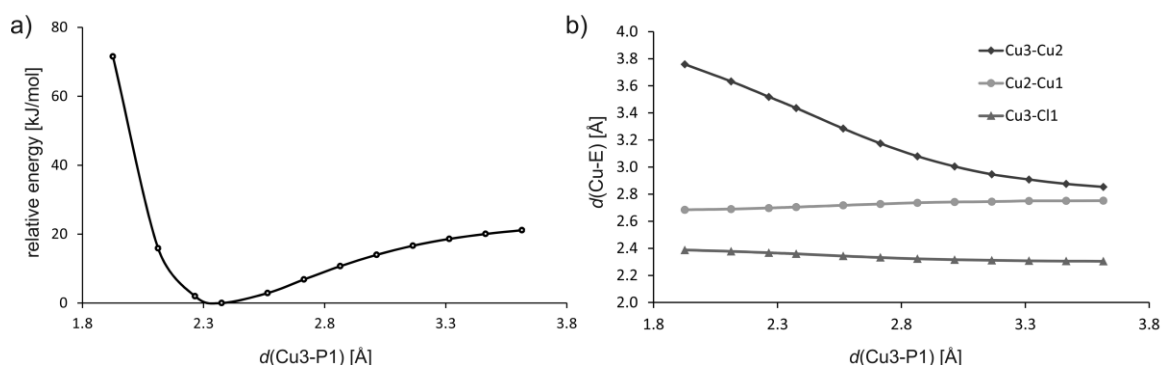 a)
relative energy [kJ/mol]
80
60
40
20
0
1.8 2.3 2.8 3.3 3.8
d(Cu3-P1) [Å]
b)
d(Cu-E) [Å]
4.0
3.8
3.6
3.4
3.2
3.0
2.8
2.6
2.4
2.2
2.0
Cu3-Cu2
Cu2-Cu1
Cu3-Cl1
1.8 2.3 2.8 3.3 3.8
d(Cu3-P1) [Å]